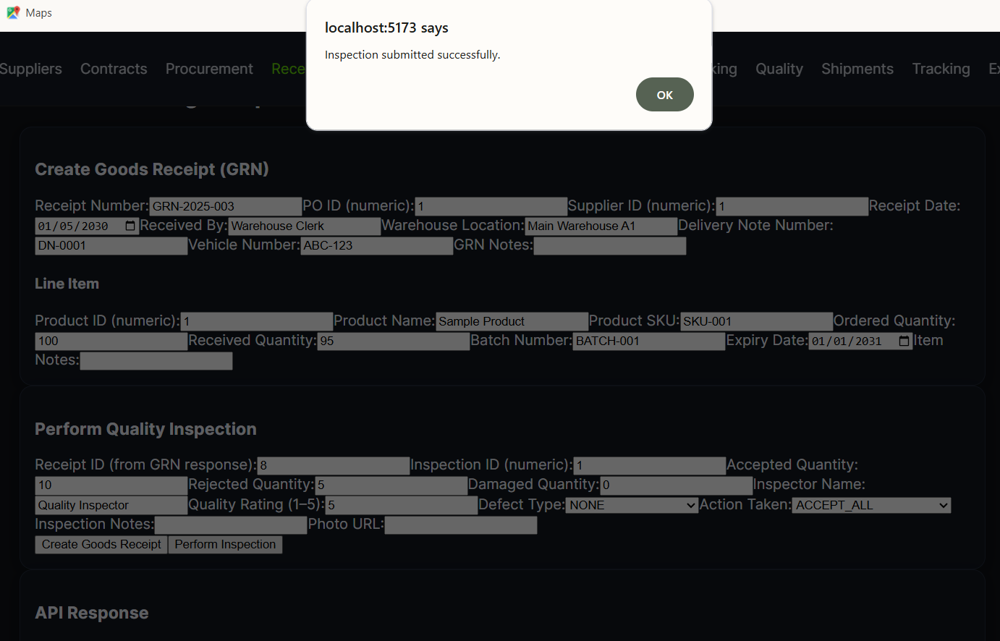 Maps
localhost:5173 says
Inspection submitted successfully.
OK
Suppliers Contracts Procurement Rece king Quality Shipments Tracking Ex
Create Goods Receipt (GRN)
Receipt Number: GRN-2025-003 PO ID (numeric): 1 Supplier ID (numeric): 1 Receipt Date:
01/05/2030 Received By: Warehouse Clerk Warehouse Location: Main Warehouse A1 Delivery Note Number:
DN-0001 Vehicle Number: ABC-123 GRN Notes:
Line Item
Product ID (numeric): 1 Product Name: Sample Product Product SKU: SKU-001 Ordered Quantity:
100 Received Quantity: 95 Batch Number: BATCH-001 Expiry Date: 01/01/2031 Item
Notes:
Perform Quality Inspection
Receipt ID (from GRN response): 8 Inspection ID (numeric): 1 Accepted Quantity:
10 Rejected Quantity: 5 Damaged Quantity: 0 Inspector Name:
Quality Inspector Quality Rating (1–5): 5 Defect Type: NONE Action Taken: ACCEPT_ALL
Inspection Notes: Photo URL:
Create Goods Receipt Perform Inspection
API Response